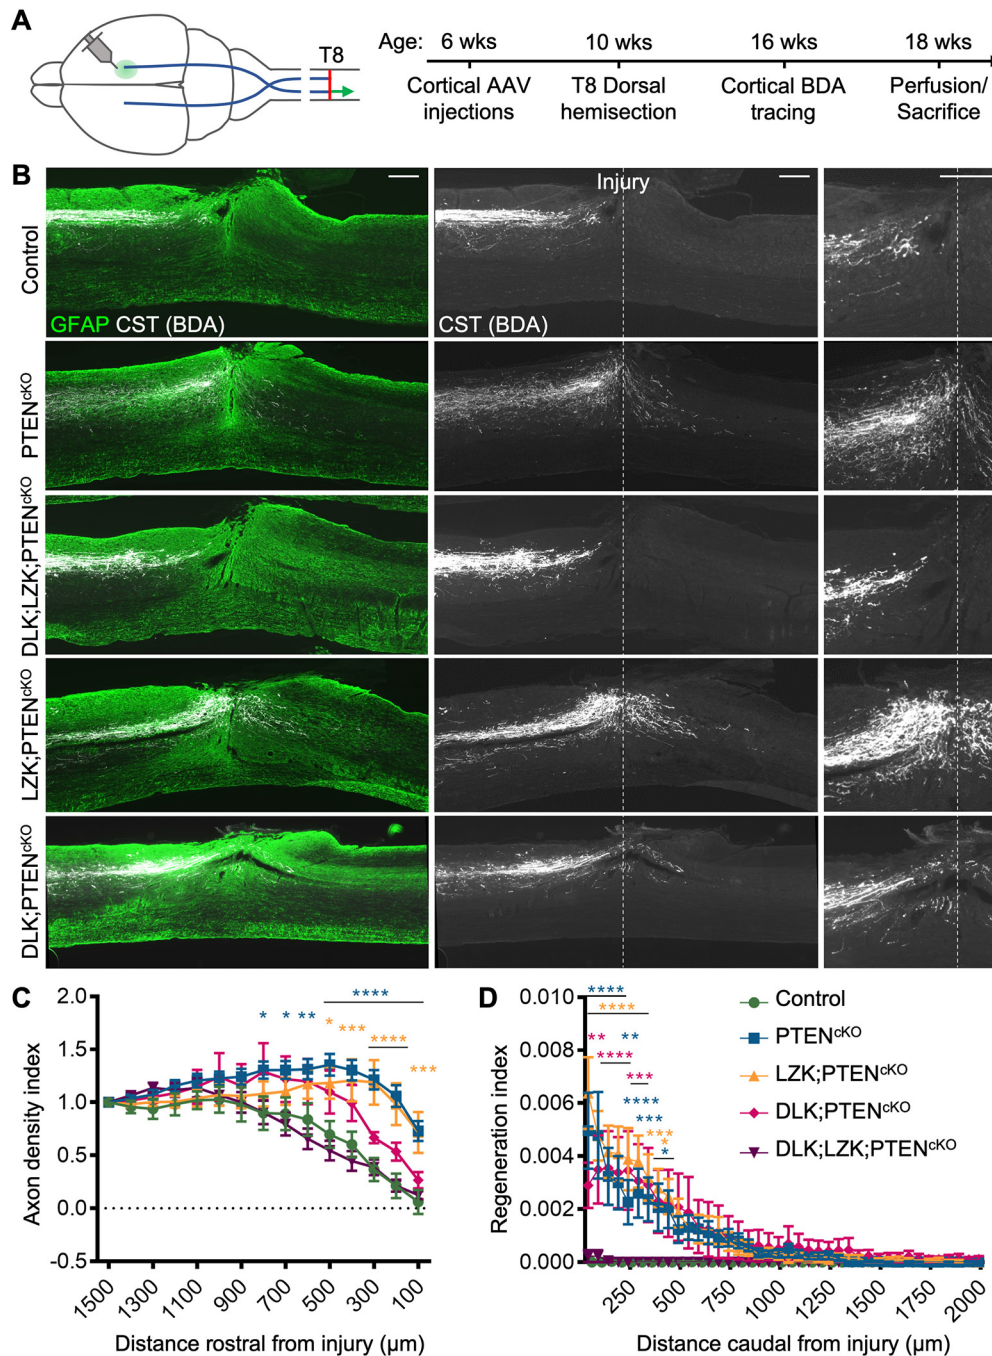 A
T8
Age: 6 wks 10 wks 16 wks 18 wks
Cortical AAV injections
T8 Dorsal hemisection
Cortical BDA tracing
Perfusion/ Sacrifice
B
Injury
Control
GFAP CST (BDA)
CST (BDA)
PTENcKO
DLK;LZK;PTENcKO
LZK;PTENcKO
DLK;PTENcKO
C
Axon density index
2.0
1.5
1.0
0.5
0.0
-0.5
****
* * ** * ***
****
***
1500 1300 1100 900 700 500 300 100
Distance rostral from injury (µm)
D
Regeneration index
0.010
0.008
0.006
0.004
0.002
0.000
****
****
** **
****
***
****
***
***
*
*
250 500 750 1000 1250 1500 1750 2000
Distance caudal from injury (µm)
Control
PTENcKO
LZK;PTENcKO
DLK;PTENcKO
DLK;LZK;PTENcKO